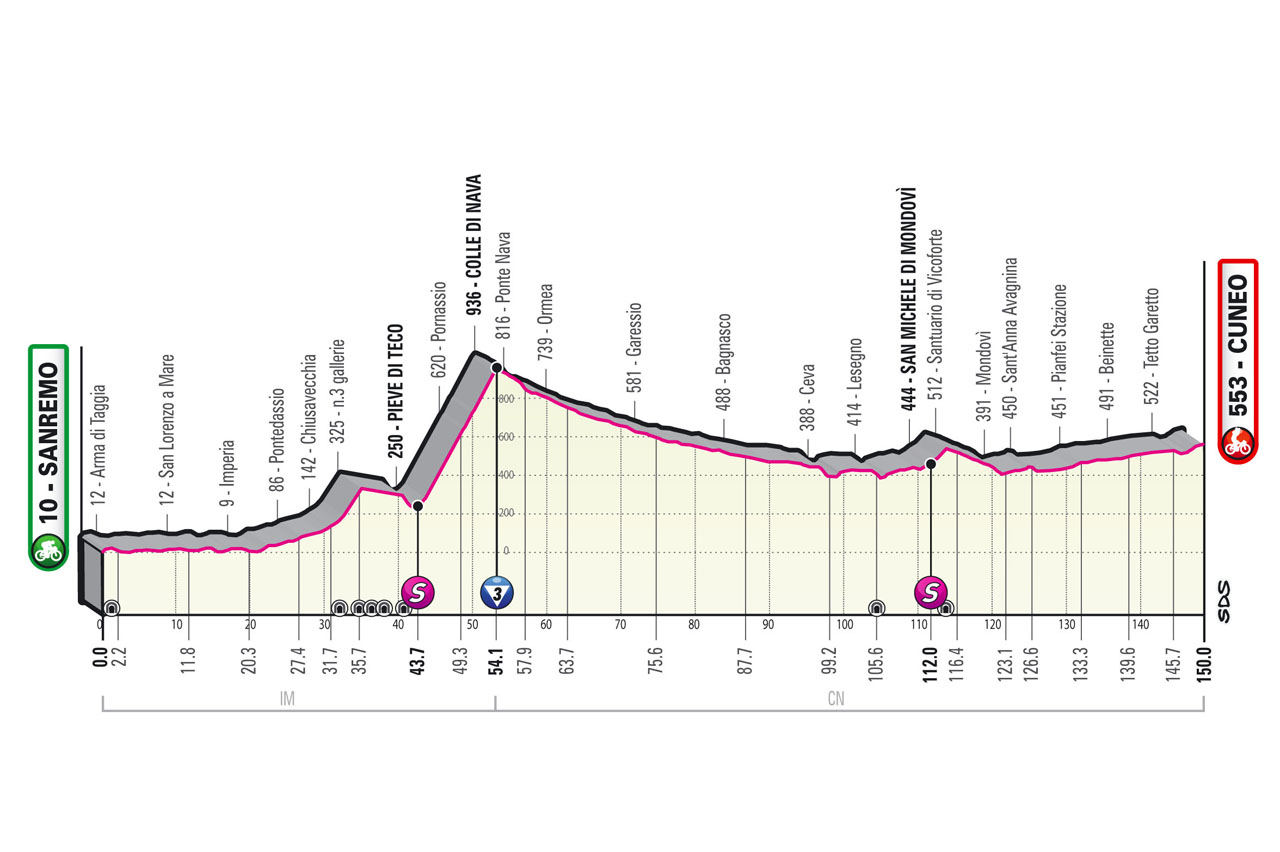 10 - SANREMO
12 - Arma di Taggia
12 - San Lorenzo a Mare
9 - Imperia
86 - Pontedassio
142 - Chiusavecchia
325 - n.3 gallerie
250 - PIEVE DI TECO
620 - Pornassio
936 - COLLE DI NAVA
816 - Ponte Nava
739 - Ormea
581 - Garessio
488 - Bagnasco
388 - Ceva
414 - Lesegno
444 - SAN MICHELE DI MONDOVÌ
512 - Santuario di Vicoforte
391 - Mondovì
450 - Sant'Anna Avagnina
451 - Pianfei Stazione
491 - Beinette
522 - Tetto Garetto
553 - CUNEO
800
600
400
200
0
S
3
S
SDS
0 10 20 30 40 50 60 70 80 90 100 110 120 130 140
0.0 2.2 11.8 20.3 27.4 31.7 35.7 43.7 49.3 54.1 57.9 63.7 75.6 87.7 99.2 105.6 112.0 116.4 123.1 126.6 133.3 139.6 145.7 150.0
IM CN